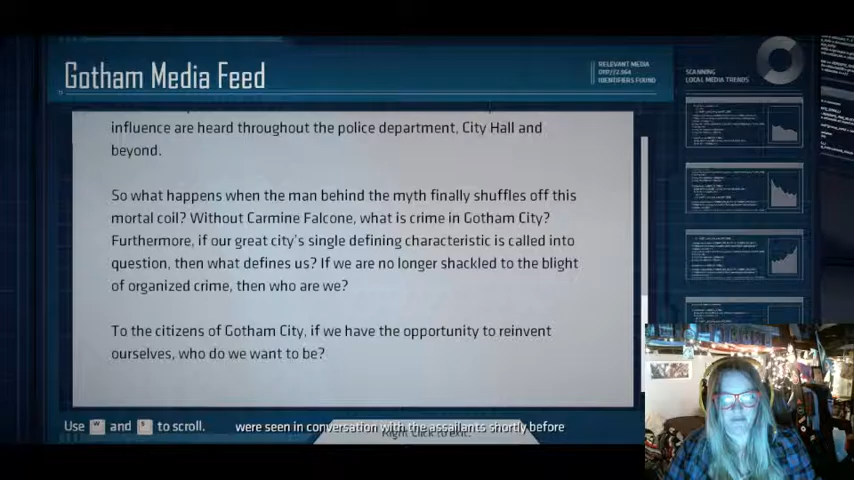 Gotham Media Feed
RELEVANT MEDIA
IDENTIFIERS FOUND
SCANNING
LOCAL MEDIA TRENDS
influence are heard throughout the police department, City Hall and
beyond.
So what happens when the man behind the myth finally shuffles off this
mortal coil? Without Carmine Falcone, what is crime in Gotham City?
Furthermore, if our great city's single defining characteristic is called into
question, then what defines us? If we are no longer shackled to the blight
of organized crime, then who are we?
To the citizens of Gotham City, if we have the opportunity to reinvent
ourselves, who do we want to be?
Use W and S to scroll.
were seen in conversation with the assailants shortly before
Right Click to exit.